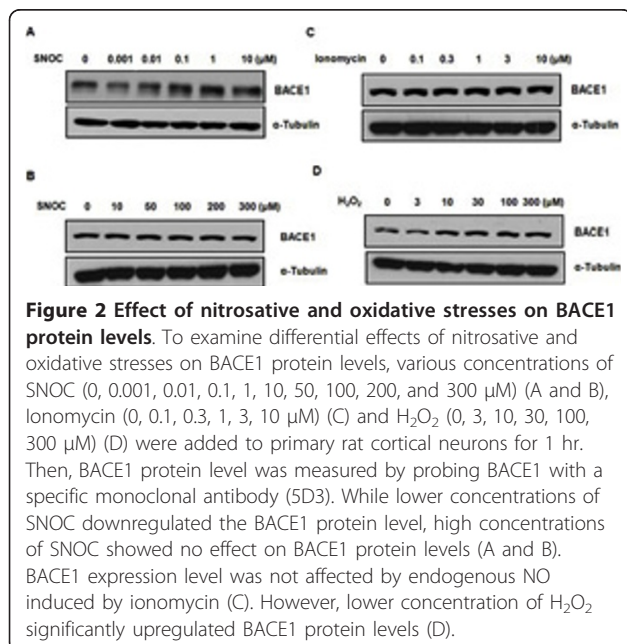 A
SNOC 0 0.001 0.01 0.1 1 10 (μM)
BACE1
α-Tubulin
C
Ionomycin 0 0.1 0.3 1 3 10 (μM)
BACE1
α-Tubulin
B
SNOC 0 10 50 100 200 300 (μM)
BACE1
α-Tubulin
D
H₂O₂ 0 3 10 30 100 300 (μM)
BACE1
α-Tubulin
Figure 2 Effect of nitrosative and oxidative stresses on BACE1
protein levels. To examine differential effects of nitrosative and
oxidative stresses on BACE1 protein levels, various concentrations of
SNOC (0, 0.001, 0.01, 0.1, 1, 10, 50, 100, 200, and 300 μM) (A and B),
Ionomycin (0, 0.1, 0.3, 1, 3, 10 μM) (C) and H₂O₂ (0, 3, 10, 30, 100,
300 μM) (D) were added to primary rat cortical neurons for 1 hr.
Then, BACE1 protein level was measured by probing BACE1 with a
specific monoclonal antibody (5D3). While lower concentrations of
SNOC downregulated the BACE1 protein level, high concentrations
of SNOC showed no effect on BACE1 protein levels (A and B).
BACE1 expression level was not affected by endogenous NO
induced by ionomycin (C). However, lower concentration of H₂O₂
significantly upregulated BACE1 protein levels (D).